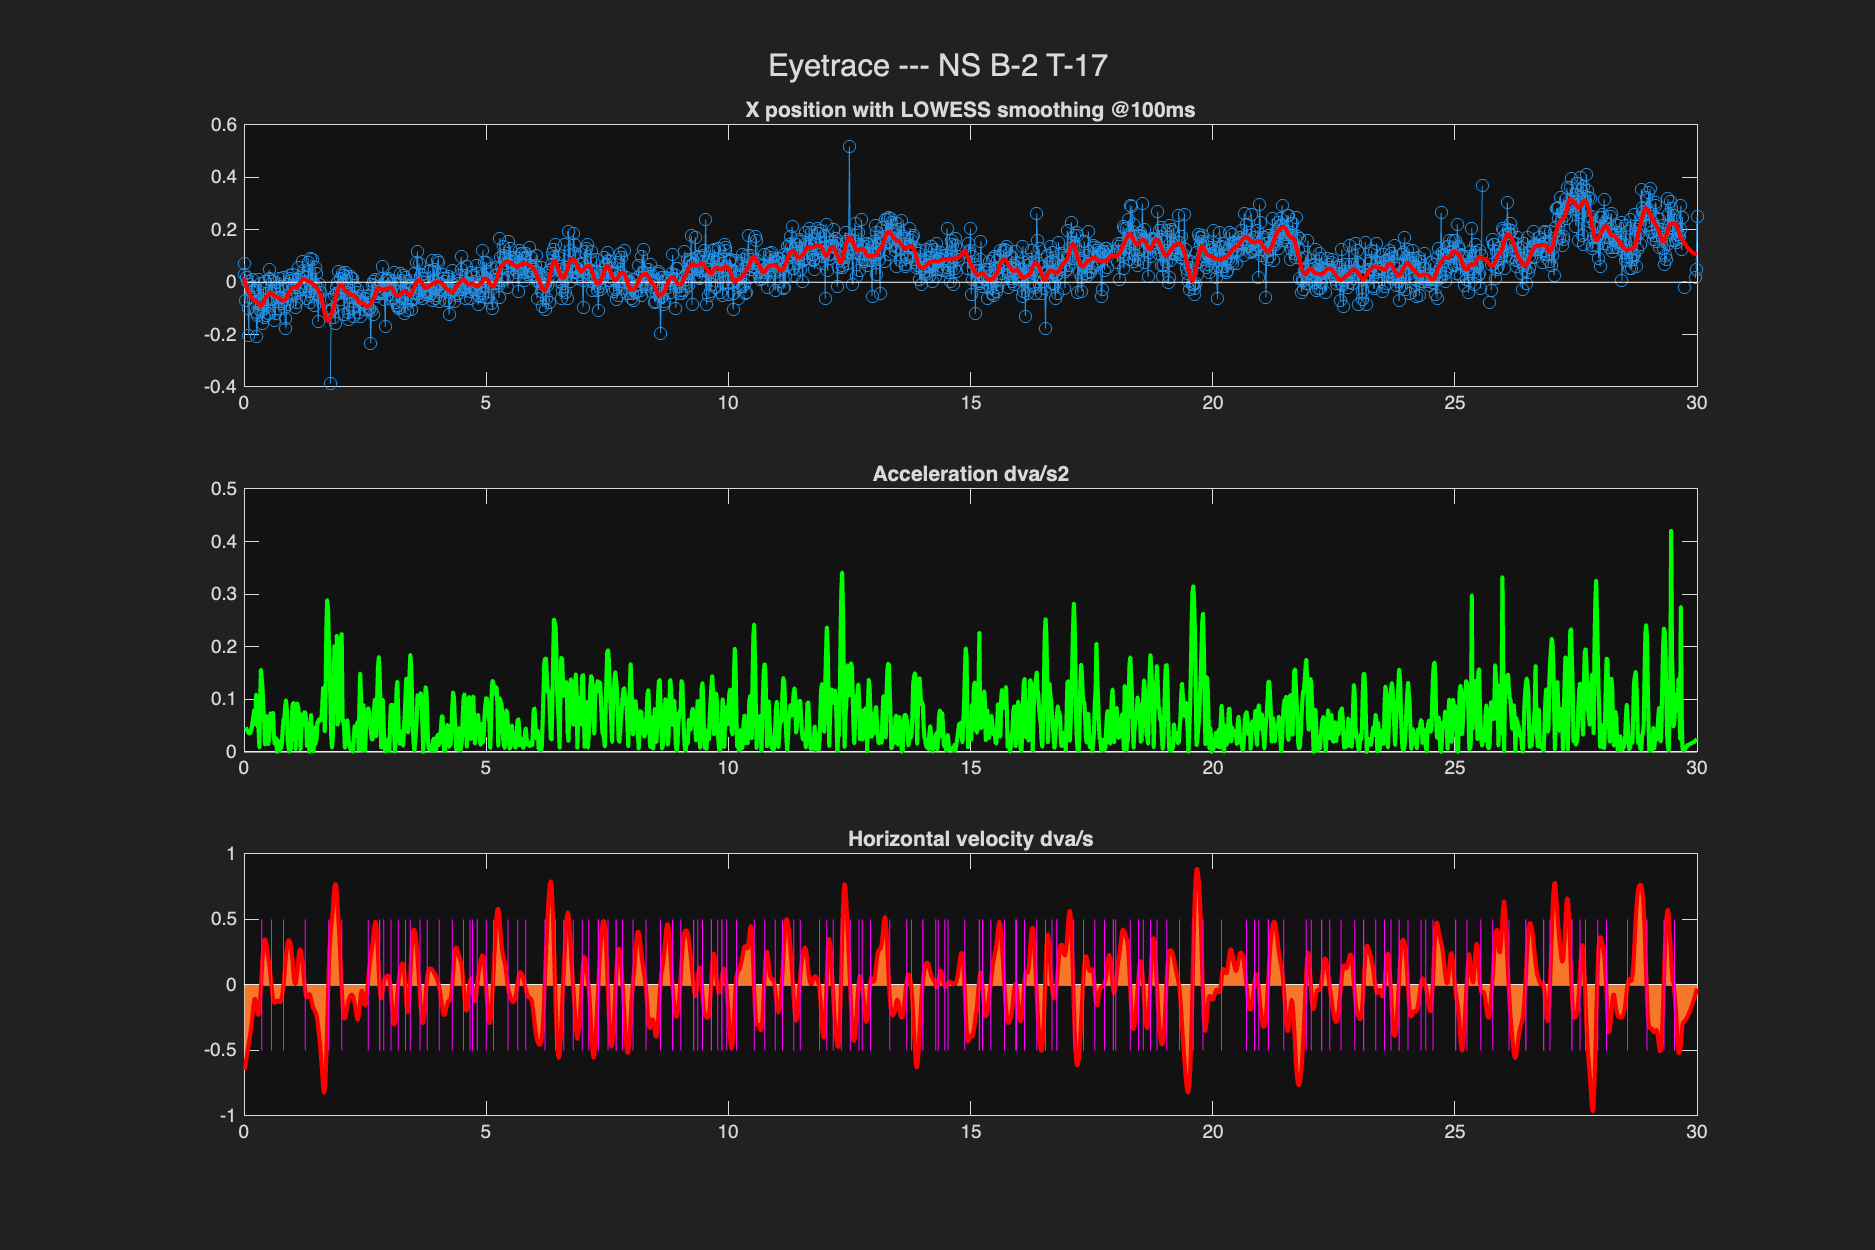 Eyetrace --- NS B-2 T-17
X position with LOWESS smoothing @100ms
0.6
0.4
0.2
0
-0.2
-0.4
0 5 10 15 20 25 30
Acceleration dva/s2
0.5
0.4
0.3
0.2
0.1
0
0 5 10 15 20 25 30
Horizontal velocity dva/s
1
0.5
0
-0.5
-1
0 5 10 15 20 25 30